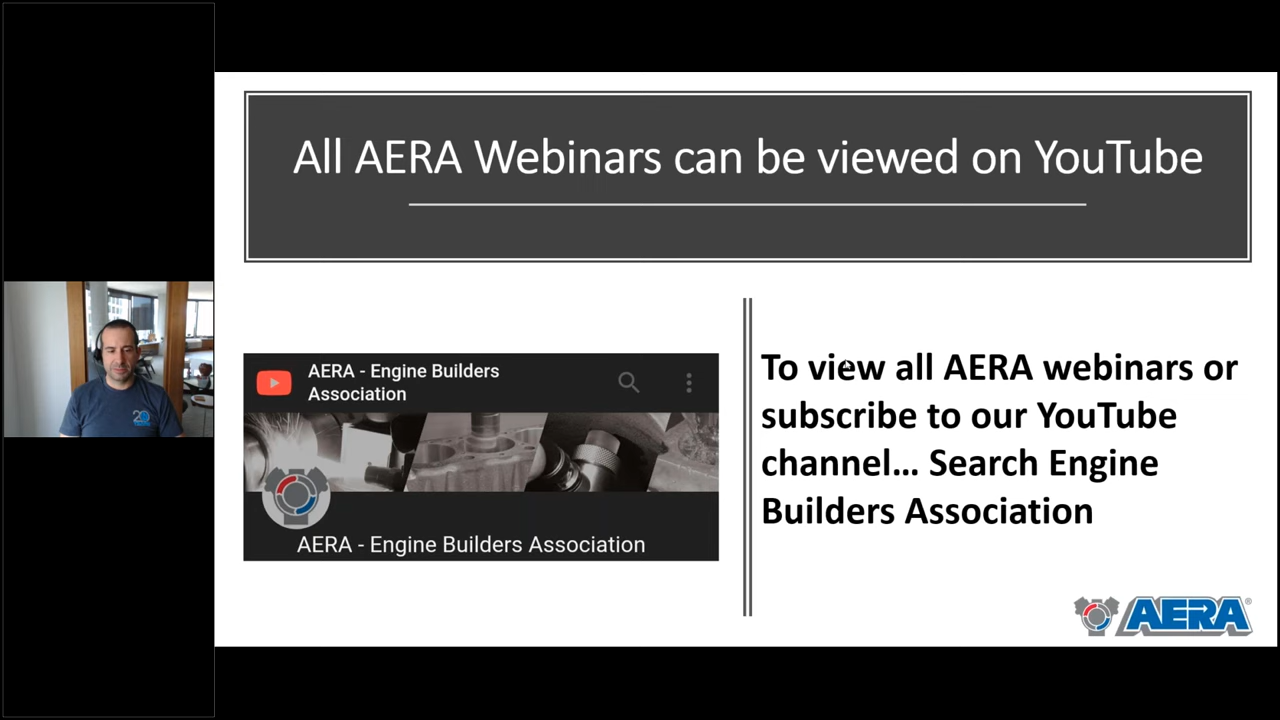 All AERA Webinars can be viewed on YouTube
AERA - Engine Builders
Association
AERA - Engine Builders Association
To view all AERA webinars or
subscribe to our YouTube
channel... Search Engine
Builders Association
AERA®
20